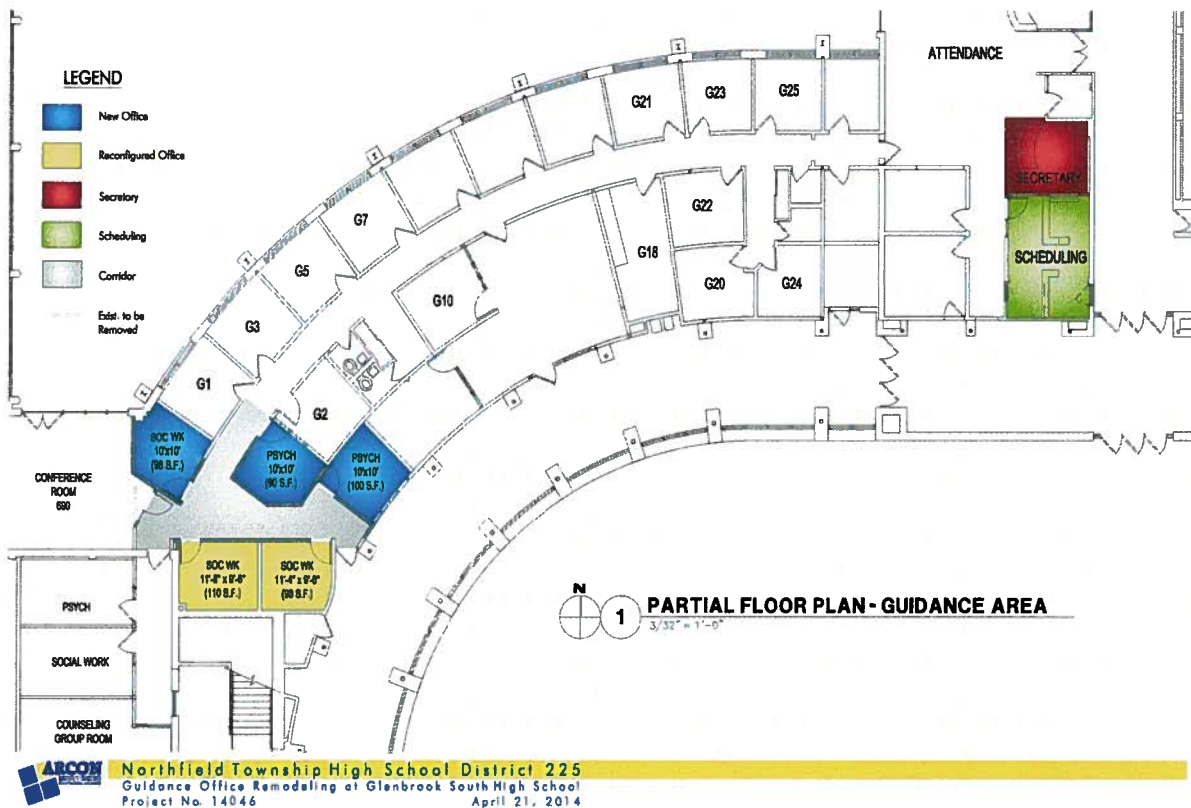 LEGEND
New Office
Reconfigured Office
Secretary
Scheduling
Corridor
Exist. to be
Removed
ATTENDANCE
SECRETARY
SCHEDULING
G21
G23
G25
G7
G5
G3
G1
G22
G18
G20
G24
G10
G2
SOC WK
10'x10'
(98 S.F.)
PSYCH
10'x10'
(90 S.F.)
PSYCH
10'x10'
(100 S.F.)
CONFERENCE
ROOM
690
SOC WK
11'-8" x 9'-8"
(110 S.F.)
SOC WK
(98 S.F.)
PSYCH
SOCIAL WORK
COUNSELING
GROUP ROOM
N
1
PARTIAL FLOOR PLAN - GUIDANCE AREA
3/32" = 1'-0"
ARCON
Northfield Township High School District 225
Guidance Office Remodeling at Glenbrook South High School
Project No. 14046
April 21, 2014